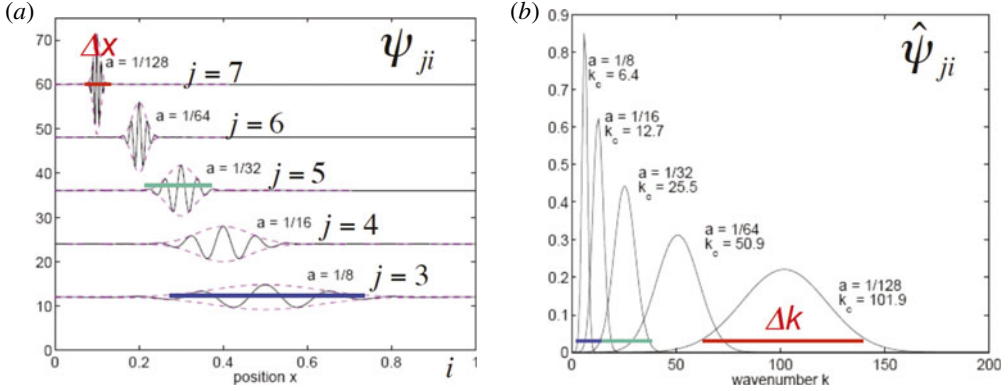 (a)
70
60
50
40
30
20
10
0
0
0.2
0.4
0.6
0.8
1
position x
i
Δx
ψji
a = 1/128
j = 7
a = 1/64
j = 6
a = 1/32
j = 5
a = 1/16
j = 4
a = 1/8
j = 3
(b)
0.9
0.8
0.7
0.6
0.5
0.4
0.3
0.2
0.1
0
0
50
100
150
200
wavenumber k
ψ̂ji
a = 1/8
kc = 6.4
a = 1/16
kc = 12.7
a = 1/32
kc = 25.5
a = 1/64
kc = 50.9
a = 1/128
kc = 101.9
Δk